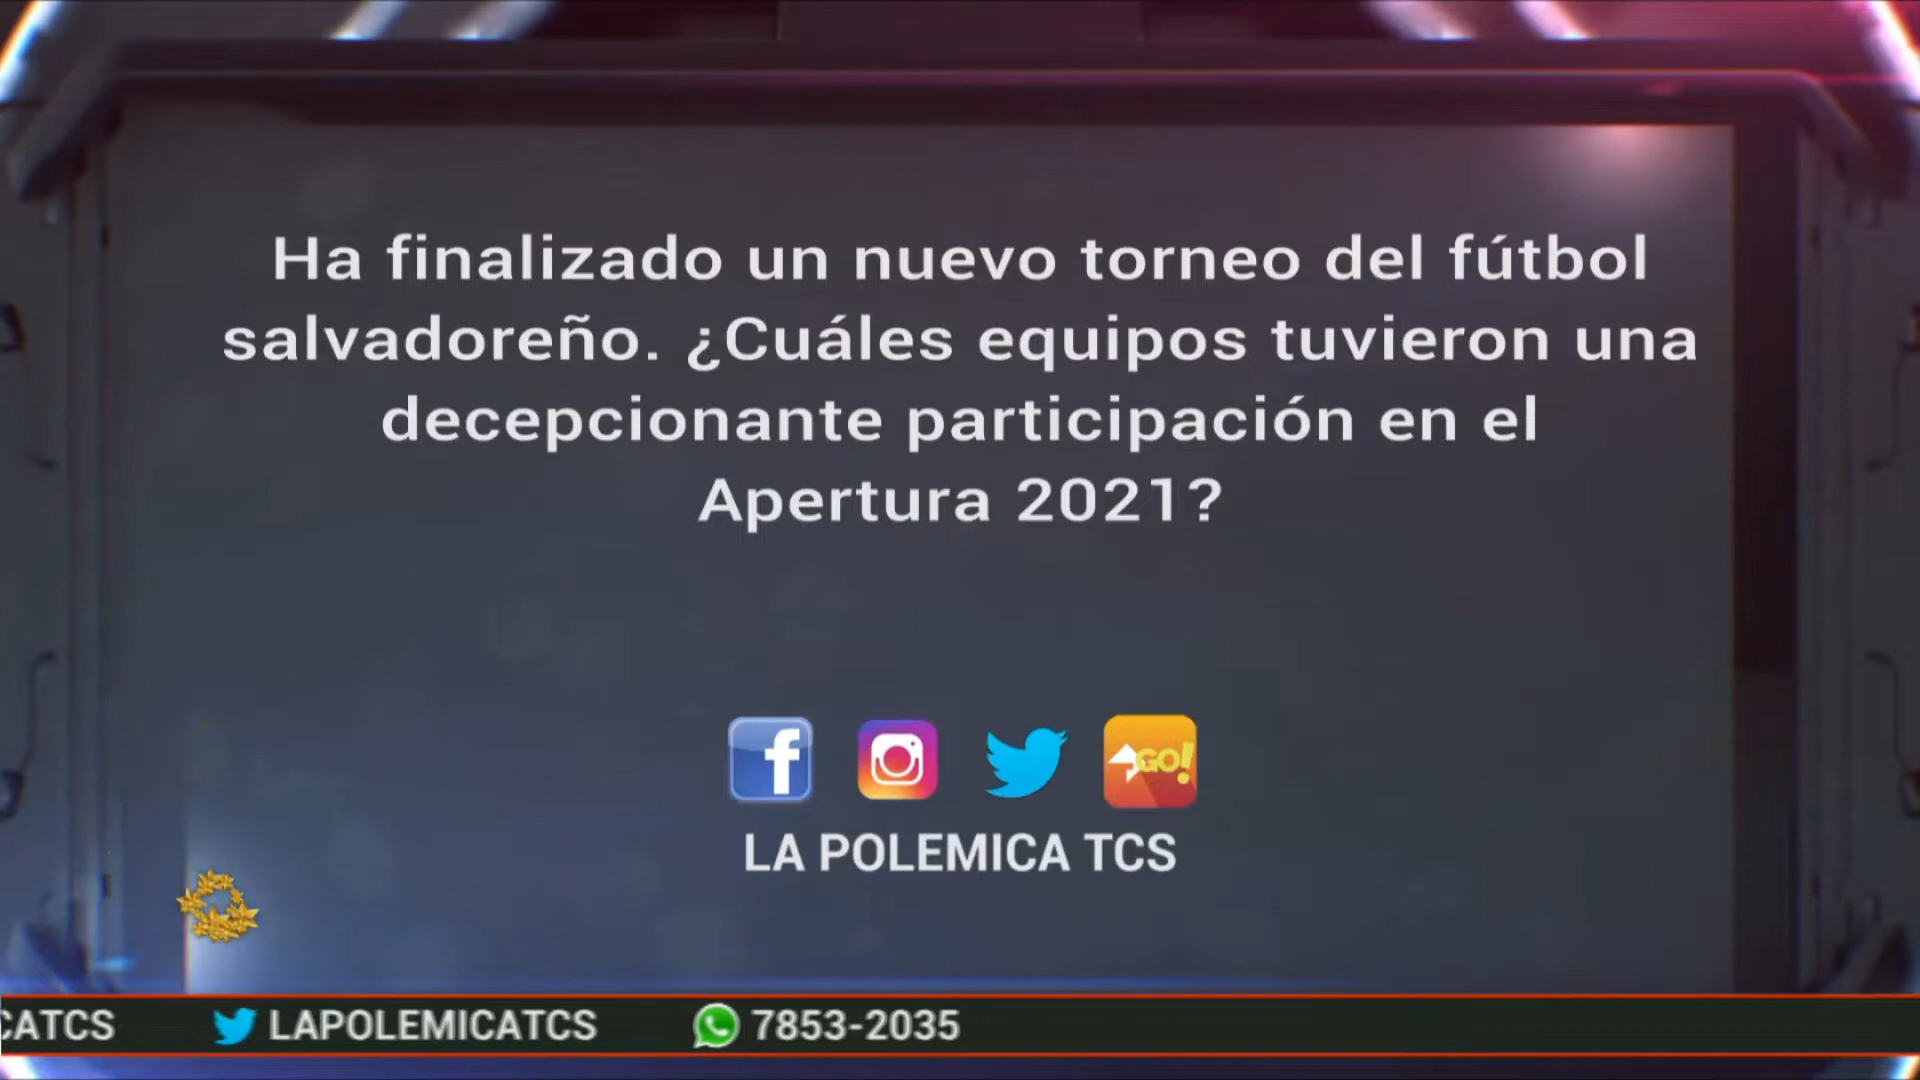 Ha finalizado un nuevo torneo del fútbol
salvadoreño. ¿Cuáles equipos tuvieron una
decepcionante participación en el
Apertura 2021?
f GO!
LA POLEMICA TCS
CATCS LAPOLEMICATCS 7853-2035